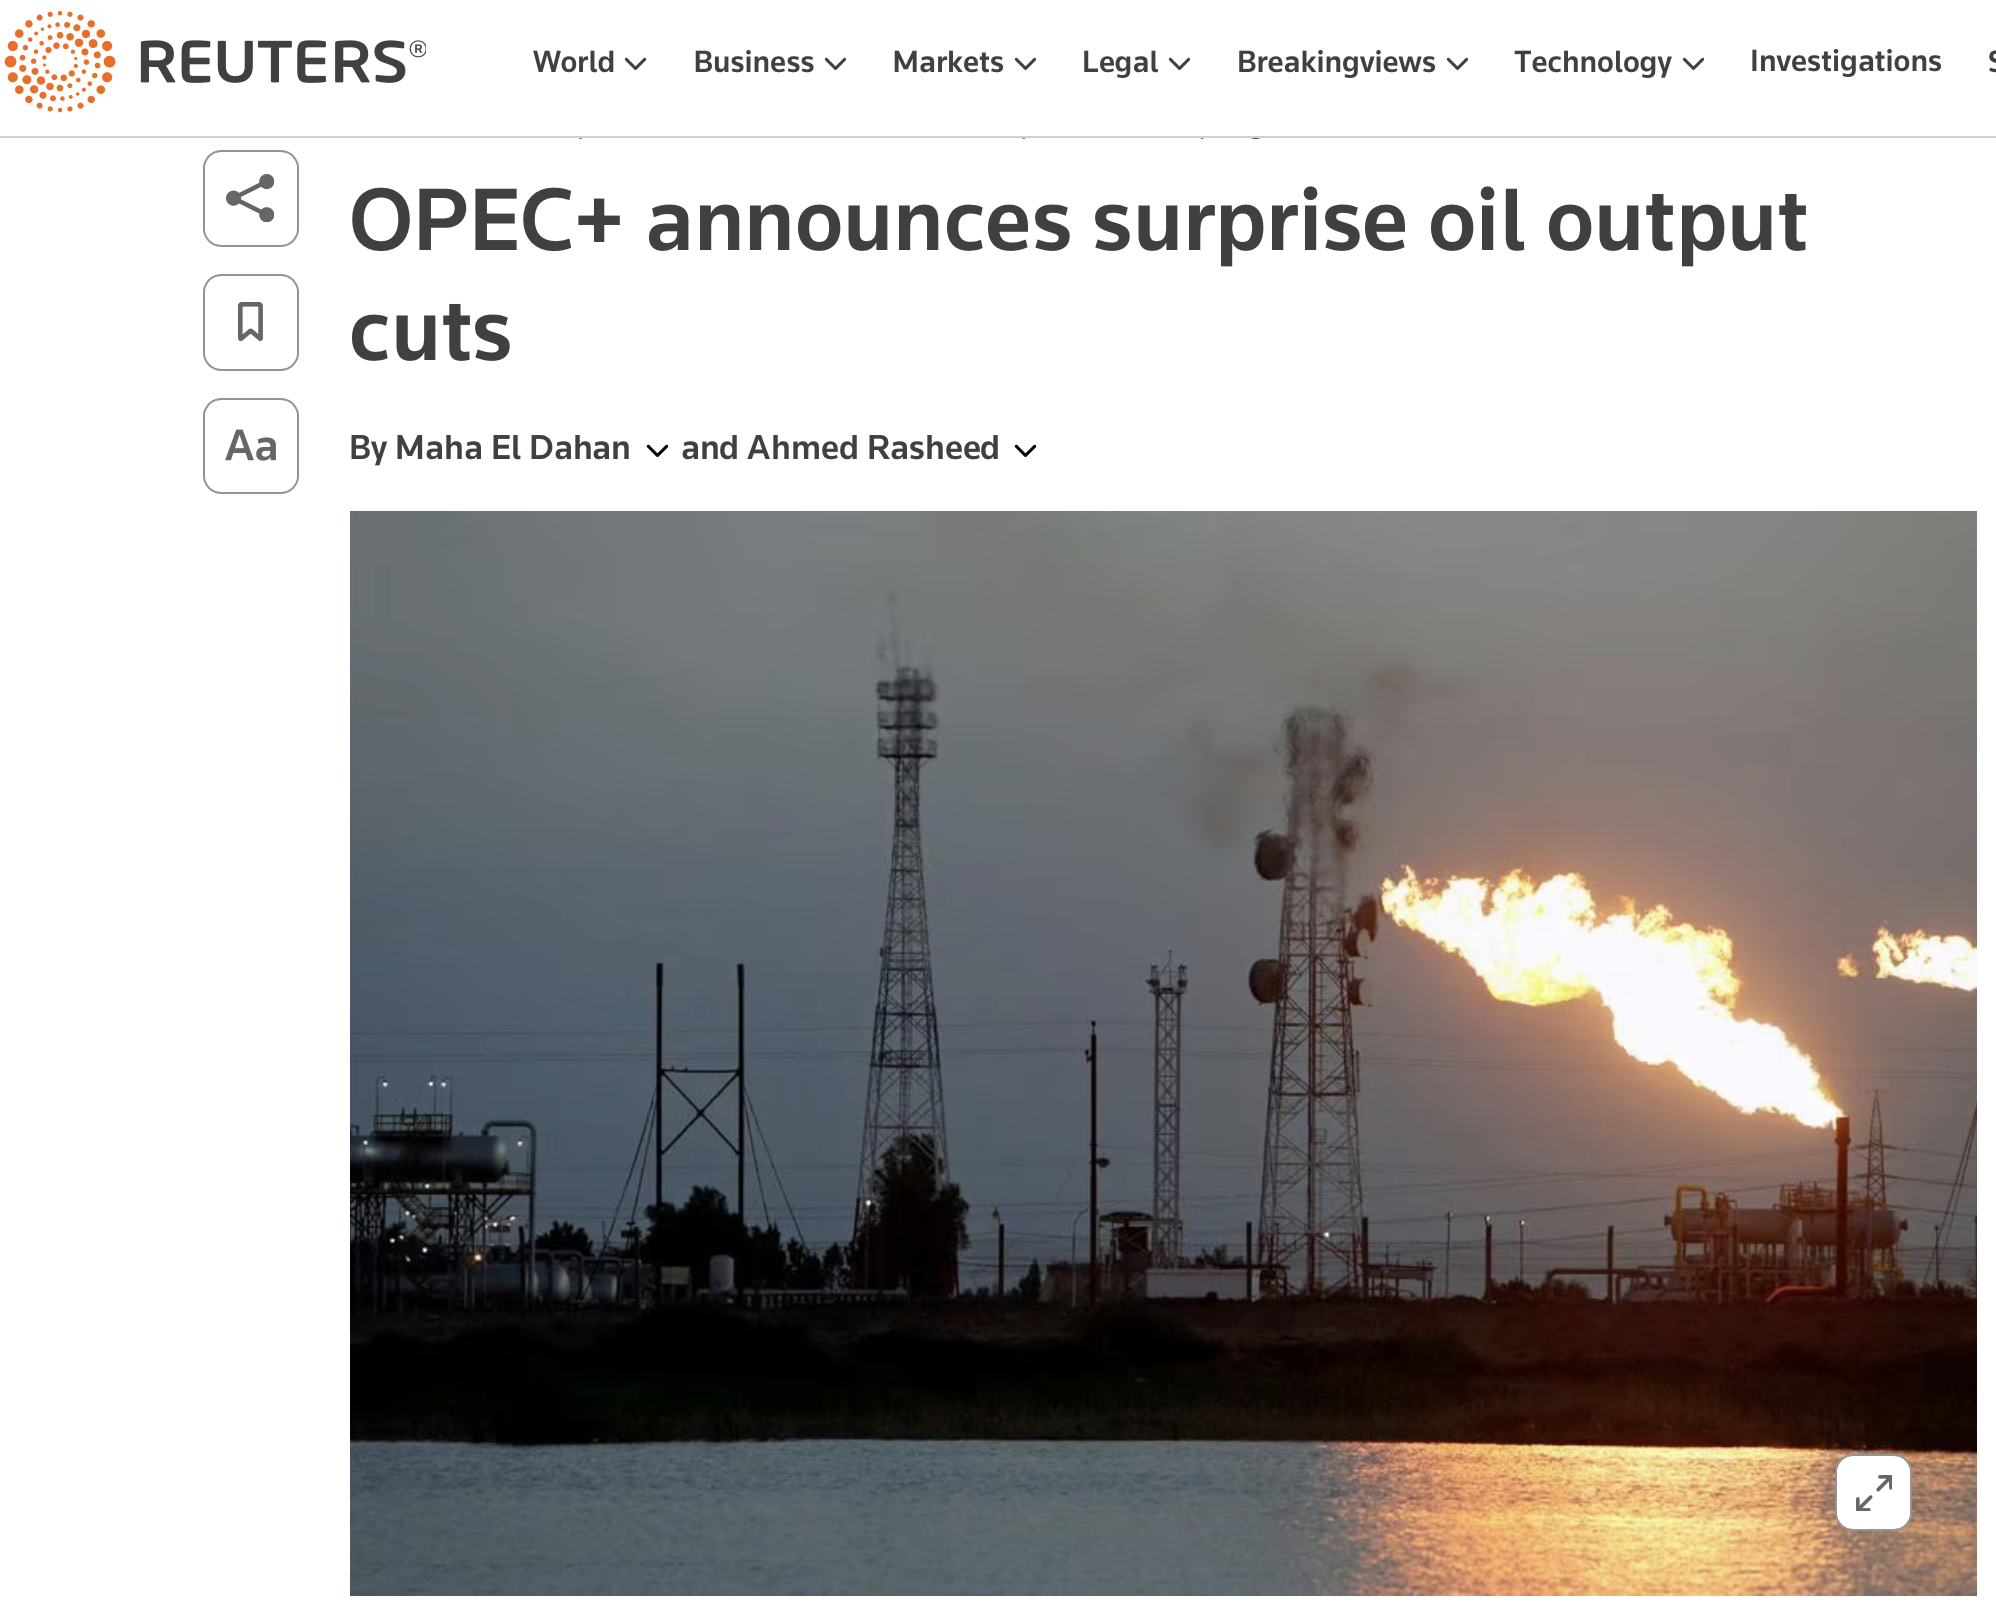 REUTERS®
World Business Markets Legal Breakingviews Technology Investigations
OPEC+ announces surprise oil output
cuts
Aa
By Maha El Dahan and Ahmed Rasheed